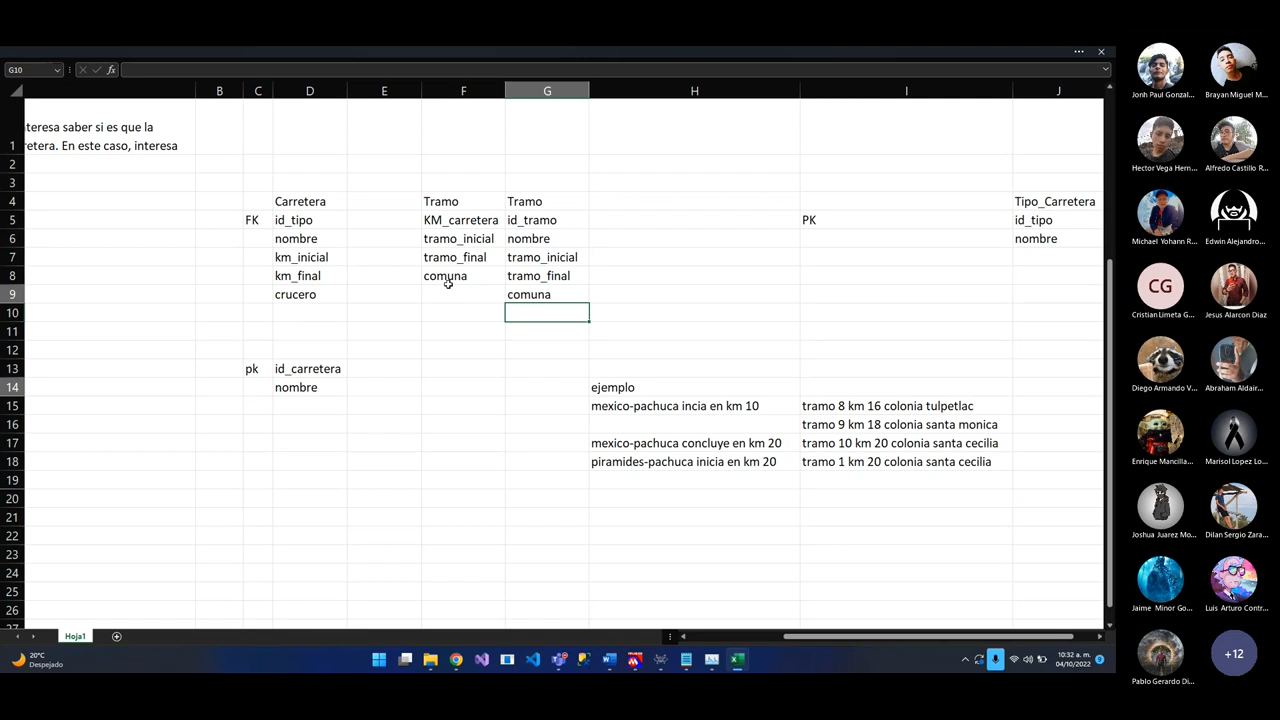 G10
fx
B C D E F G H I J
teresa saber si es que la
1 retera. En este caso, interesa
2
3
4 Carretera Tramo Tramo Tipo_Carretera
5 FK id_tipo KM_carretera id_tramo PK id_tipo
6 nombre tramo_inicial nombre nombre
7 km_inicial tramo_final tramo_inicial
8 km_final comuna tramo_final
9 crucero comuna
10
11
12
13 pk id_carretera
14 nombre ejemplo
15 mexico-pachuca incia en km 10 tramo 8 km 16 colonia tulpetlac
16 tramo 9 km 18 colonia santa monica
17 mexico-pachuca concluye en km 20 tramo 10 km 20 colonia santa cecilia
18 piramides-pachuca inicia en km 20 tramo 1 km 20 colonia santa cecilia
19
20
21
22
23
24
25
26
Hoja1
20°C
Despejado
10:32 a. m.
04/10/2022
Jonh Paul Gonzal... Brayan Miguel M...
Hector Vega Hern... Alfredo Castillo R...
Michael Yohann R... Edwin Alejandro...
CG
Cristian Limeta G... Jesus Alarcon Diaz
Diego Armando V... Abraham Aldair...
Enrique Mancilla... Marisol Lopez Lo...
Joshua Juarez Mo... Dilan Sergio Zara...
Jaime Minor Go... Luis Arturo Contr...
Pablo Gerardo Di... +12